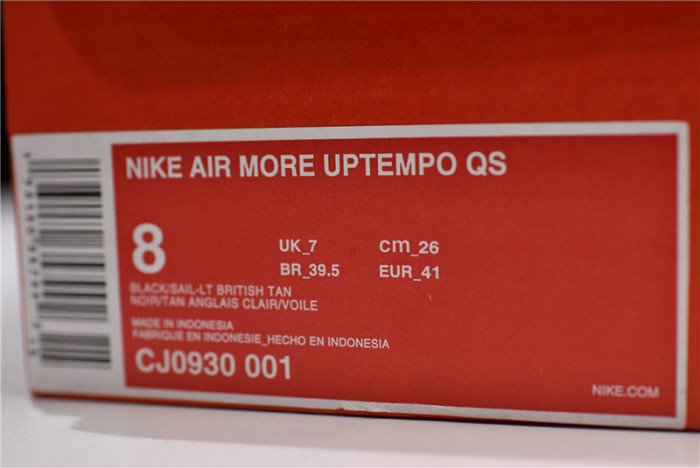 NIKE AIR MORE UPTEMPO QS
8
UK_7 cm_26
BR_39.5 EUR_41
BLACK/SAIL-LT BRITISH TAN
NOIR/TAN ANGLAIS CLAIR/VOILE
MADE IN INDONESIA
FABRIQUE EN INDONESIE_HECHO EN INDONESIA
CJ0930 001
NIKE.COM